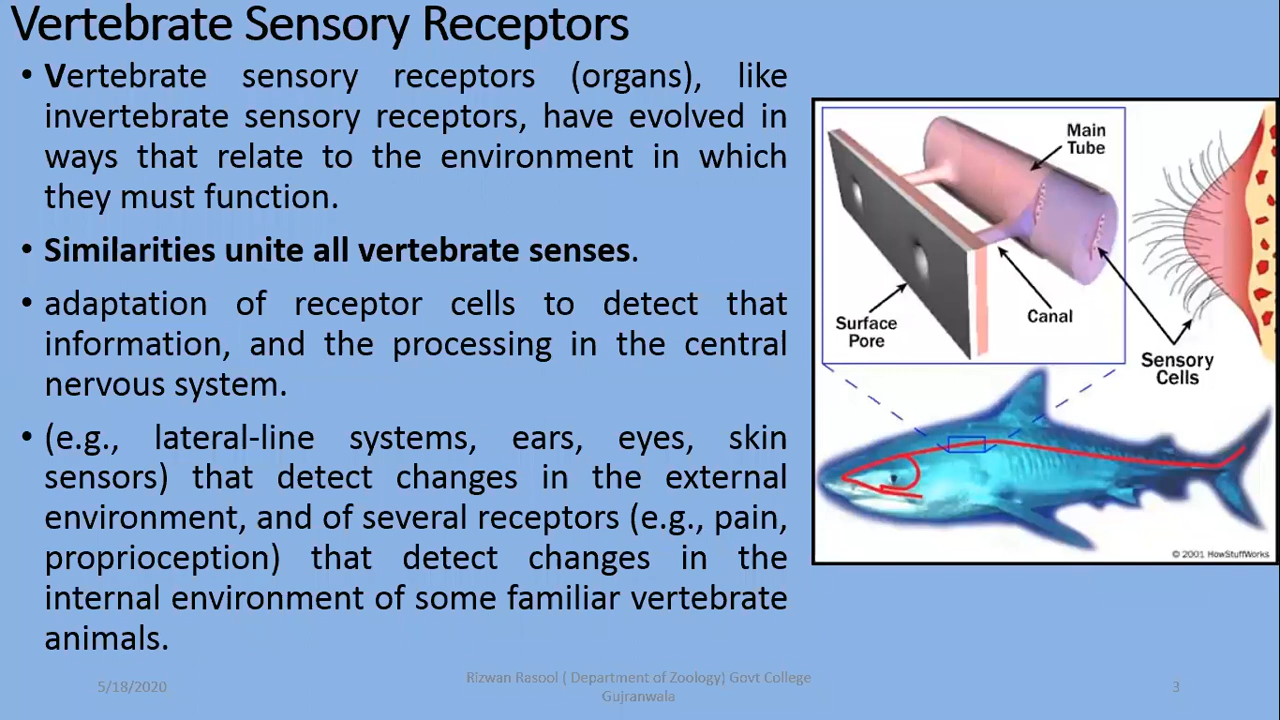 Vertebrate Sensory Receptors
• Vertebrate sensory receptors (organs), like
invertebrate sensory receptors, have evolved in
ways that relate to the environment in which
they must function.
• Similarities unite all vertebrate senses.
• adaptation of receptor cells to detect that
information, and the processing in the central
nervous system.
• (e.g., lateral-line systems, ears, eyes, skin
sensors) that detect changes in the external
environment, and of several receptors (e.g., pain,
proprioception) that detect changes in the
internal environment of some familiar vertebrate
animals.
Main
Tube
Surface
Pore
Canal
Sensory
Cells
© 2001 HowStuffWorks
5/18/2020
Rizwan Rasool ( Department of Zoology) Govt College
Gujranwala
3